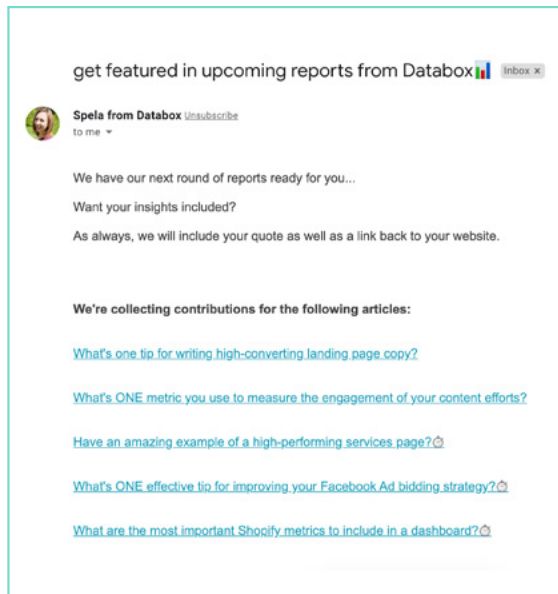 get featured in upcoming reports from Databox📊 Inbox ×
Spela from Databox Unsubscribe
to me
We have our next round of reports ready for you...
Want your insights included?
As always, we will include your quote as well as a link back to your website.
We're collecting contributions for the following articles:
What's one tip for writing high-converting landing page copy?
What's ONE metric you use to measure the engagement of your content efforts?
Have an amazing example of a high-performing services page?⏱
What's ONE effective tip for improving your Facebook Ad bidding strategy?⏱
What are the most important Shopify metrics to include in a dashboard?⏱